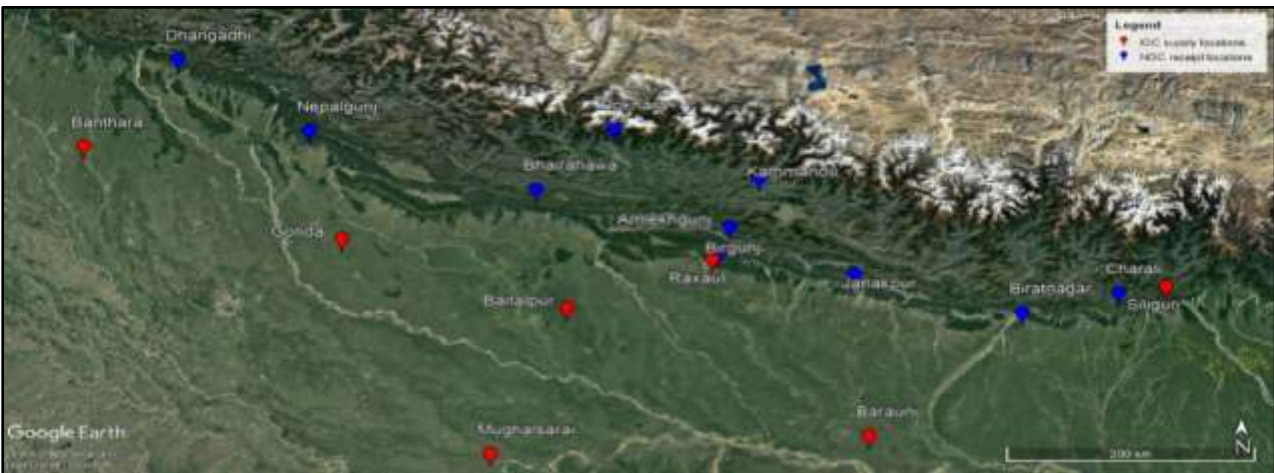 Dhangadhi
Legend
IOC supply locations
NOC receipt locations
Nepalgunj
Banthara
Bhairahawa
Kathmandu
Amlekhgunj
Gonda
Birgunj
Raxaul
Janakpur
Charali
Biratnagar
Siliguri
Baitalpur
Barauni
Mughalsarai
Google Earth
200 km
N